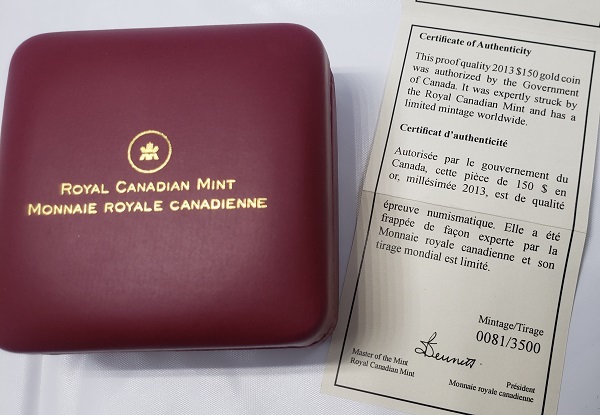 ROYAL CANADIAN MINT
MONNAIE ROYALE CANADIENNE
Certificate of Authenticity
This proof quality 2013 $150 gold coin
was authorized by the Government
of Canada. It was expertly struck by
the Royal Canadian Mint and has a
limited mintage worldwide.
Certificat d'authenticité
Autorisée par le gouvernement du
Canada, cette pièce de 150 $ en
or, millésimée 2013, est de qualité
épreuve numismatique. Elle a été
frappée de façon experte par la
Monnaie royale canadienne et son
tirage mondial est limité.
Mintage/Tirage
0081/3500
Bennett
Master of the Mint
Royal Canadian Mint
Président
Monnaie royale canadienne